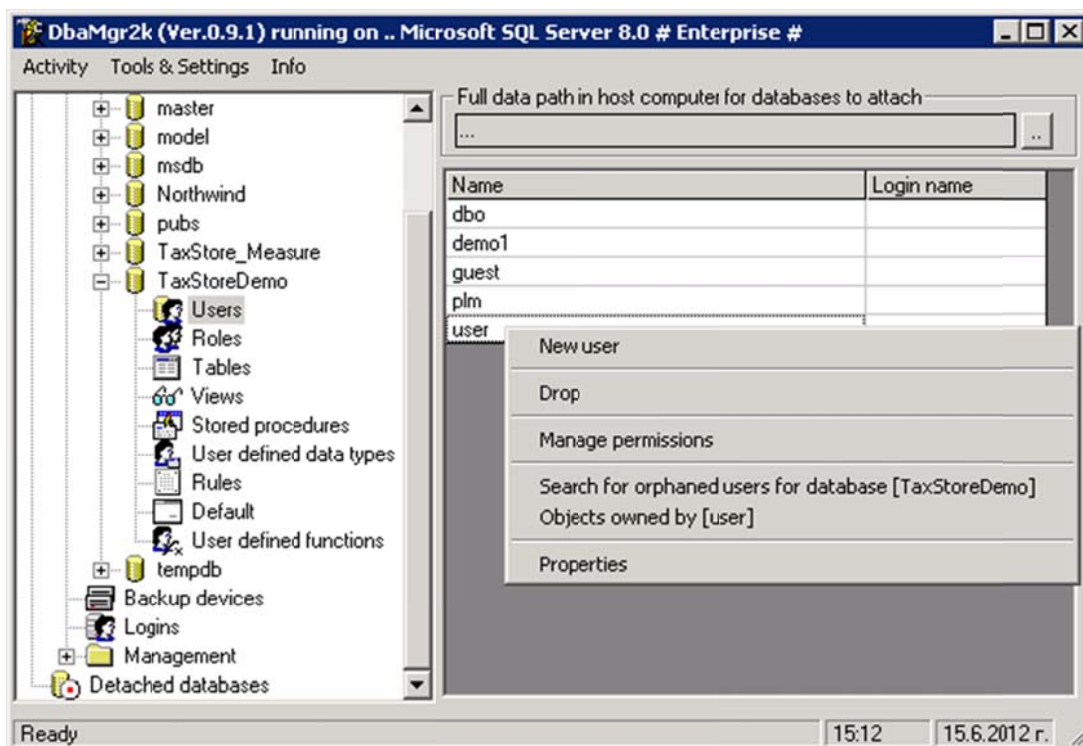 DbaMgr2k (Ver.0.9.1) running on .. Microsoft SQL Server 8.0 # Enterprise #
Activity Tools & Settings Info
master
model
msdb
Northwind
pubs
TaxStore_Measure
TaxStoreDemo
Users
Roles
Tables
Views
Stored procedures
User defined data types
Rules
Default
User defined functions
tempdb
Backup devices
Logins
Management
Detached databases
Full data path in host computer for databases to attach
...
..
Name Login name
dbo
demo1
guest
plm
user
New user
Drop
Manage permissions
Search for orphaned users for database [TaxStoreDemo]
Objects owned by [user]
Properties
Ready 15:12 15.6.2012 г.